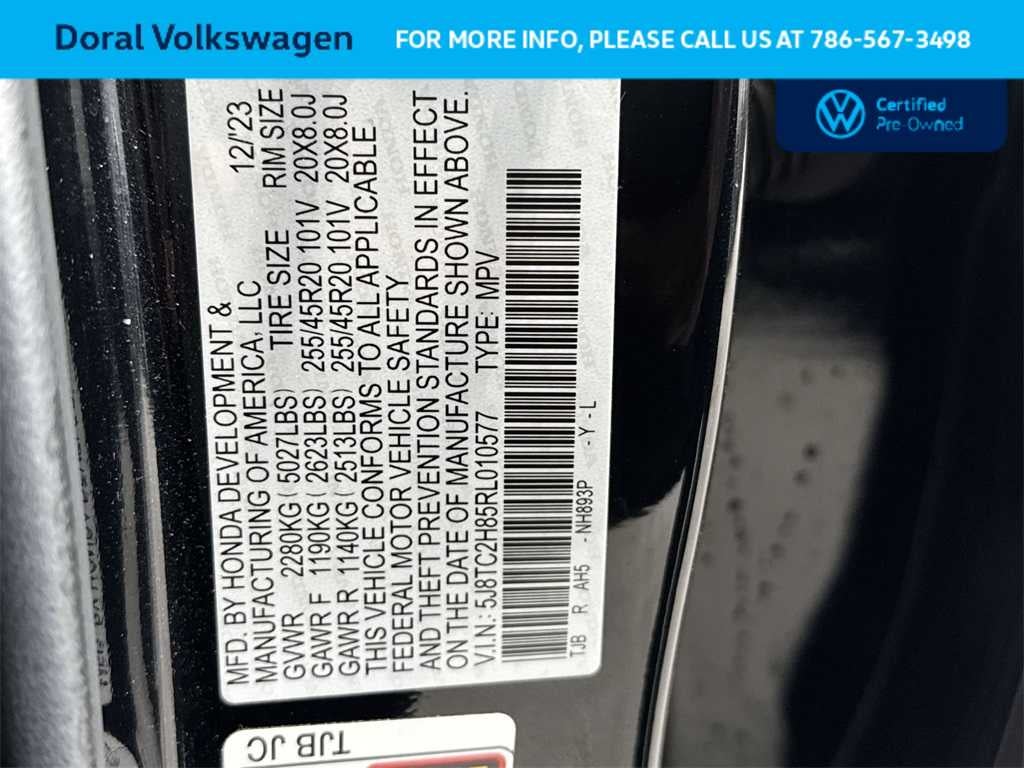 Doral Volkswagen
FOR MORE INFO, PLEASE CALL US AT 786-567-3498
Certified
Pre-Owned
MFD. BY HONDA DEVELOPMENT & 12/"23
MANUFACTURING OF AMERICA, LLC
TIRE SIZE RIM SIZE
GVWR 2280KG ( 5027LBS)
GAWR F 1190KG ( 2623LBS) 255/45R20 101V 20X8.0J
GAWR R 1140KG ( 2513LBS) 255/45R20 101V 20X8.0J
THIS VEHICLE CONFORMS TO ALL APPLICABLE
FEDERAL MOTOR VEHICLE SAFETY
AND THEFT PREVENTION STANDARDS IN EFFECT
ON THE DATE OF MANUFACTURE SHOWN ABOVE.
V.I.N: 5J8TC2H85RL010577 TYPE: MPV
TJB R AH5 - NH893P - Y - L
TJB JC